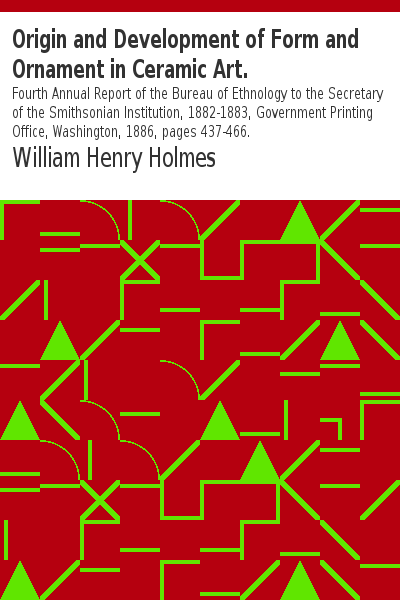 Origin and Development of Form and
Ornament in Ceramic Art.
Fourth Annual Report of the Bureau of Ethnology to the Secretary
of the Smithsonian Institution, 1882-1883, Government Printing
Office, Washington, 1886, pages 437-466.
William Henry Holmes